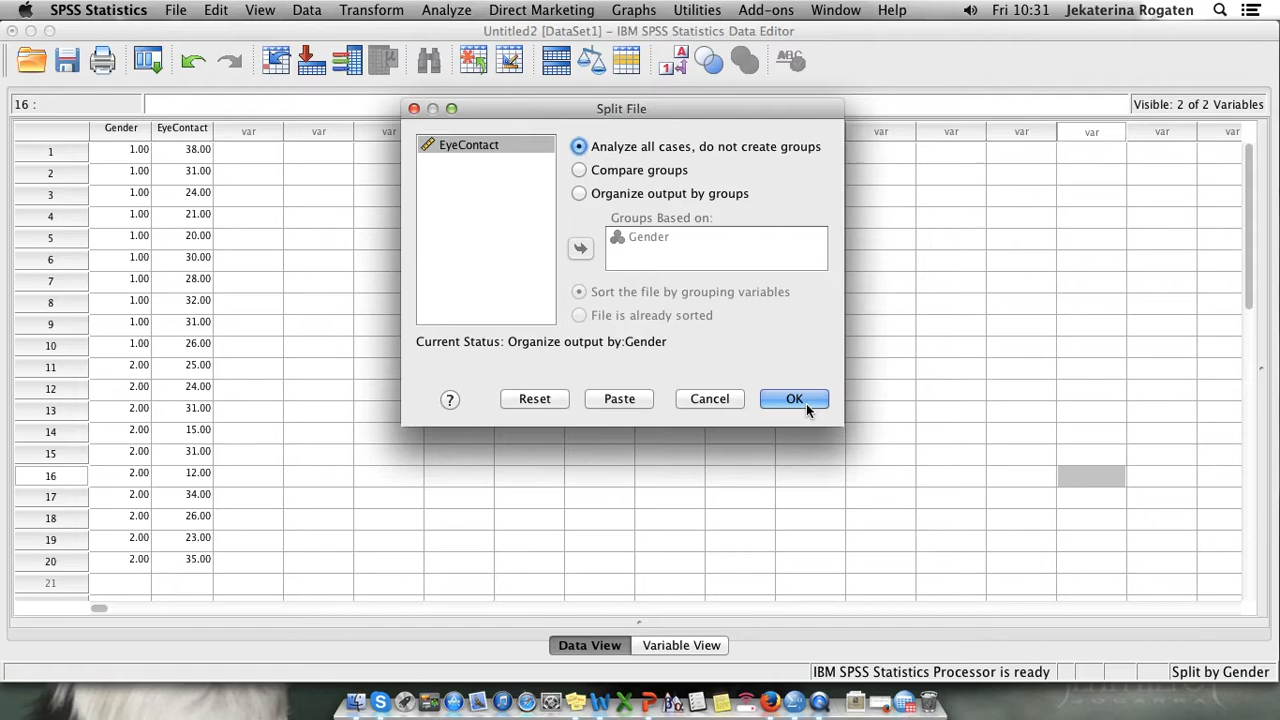 SPSS Statistics File Edit View Data Transform Analyze Direct Marketing Graphs Utilities Add-ons Window Help Fri 10:31 Jekaterina Rogaten
Untitled2 [DataSet1] – IBM SPSS Statistics Data Editor
16 : Visible: 2 of 2 Variables
Split File
Gender EyeContact var var var var var var var
1 1.00 38.00
2 1.00 31.00
3 1.00 24.00
4 1.00 21.00
5 1.00 20.00
6 1.00 30.00
7 1.00 28.00
8 1.00 32.00
9 1.00 31.00
10 1.00 26.00
11 2.00 25.00
12 2.00 24.00
13 2.00 31.00
14 2.00 15.00
15 2.00 31.00
16 2.00 12.00
17 2.00 34.00
18 2.00 26.00
19 2.00 23.00
20 2.00 35.00
21
EyeContact
Analyze all cases, do not create groups
Compare groups
Organize output by groups
Groups Based on:
Gender
Sort the file by grouping variables
File is already sorted
Current Status: Organize output by:Gender
? Reset Paste Cancel OK
Data View Variable View
IBM SPSS Statistics Processor is ready Split by Gender